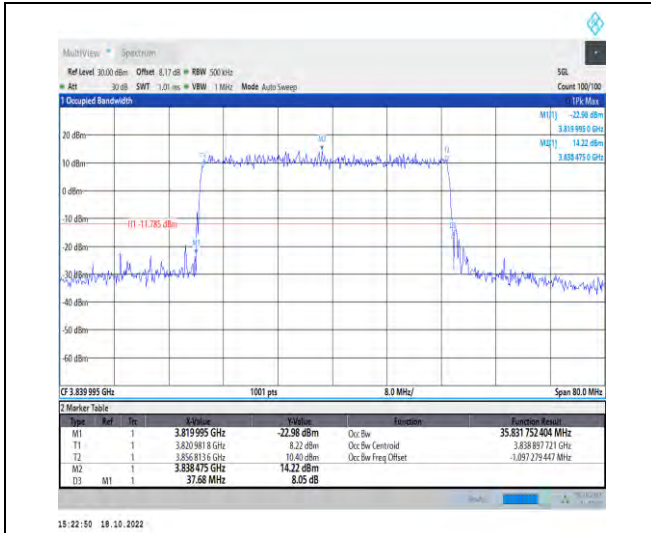 MultiView Spectrum
Ref Level 30.00 dBm Offset 8.17 dB RBW 500 kHz SGL
Att 30 dB SWT 1.01 ms VBW 1 MHz Mode Auto Sweep Count 100/100
1 Occupied Bandwidth 1Pk Max
M1[1] -22.98 dBm
3.819 995 0 GHz
M2[1] 14.22 dBm
3.838 475 0 GHz
20 dBm
M2
10 dBm
0 dBm
-10 dBm
H1 -11.785 dBm
-20 dBm
M1
-30 dBm
-40 dBm
-50 dBm
-60 dBm
CF 3.839 995 GHz 1001 pts 8.0 MHz/ Span 80.0 MHz
2 Marker Table
Type Ref Trc X-Value Y-Value Function Function Result
M1 1 3.819995 GHz -22.98 dBm Occ Bw 35.831 752 404 MHz
T1 1 3.820 981 8 GHz 8.22 dBm Occ Bw Centroid 3.838 897 721 GHz
T2 1 3.856 813 6 GHz 10.40 dBm Occ Bw Freq Offset -1.097 279 447 MHz
M2 1 3.838 475 GHz 14.22 dBm
D3 M1 1 37.68 MHz 8.05 dB
15:22:50 18.10.2022